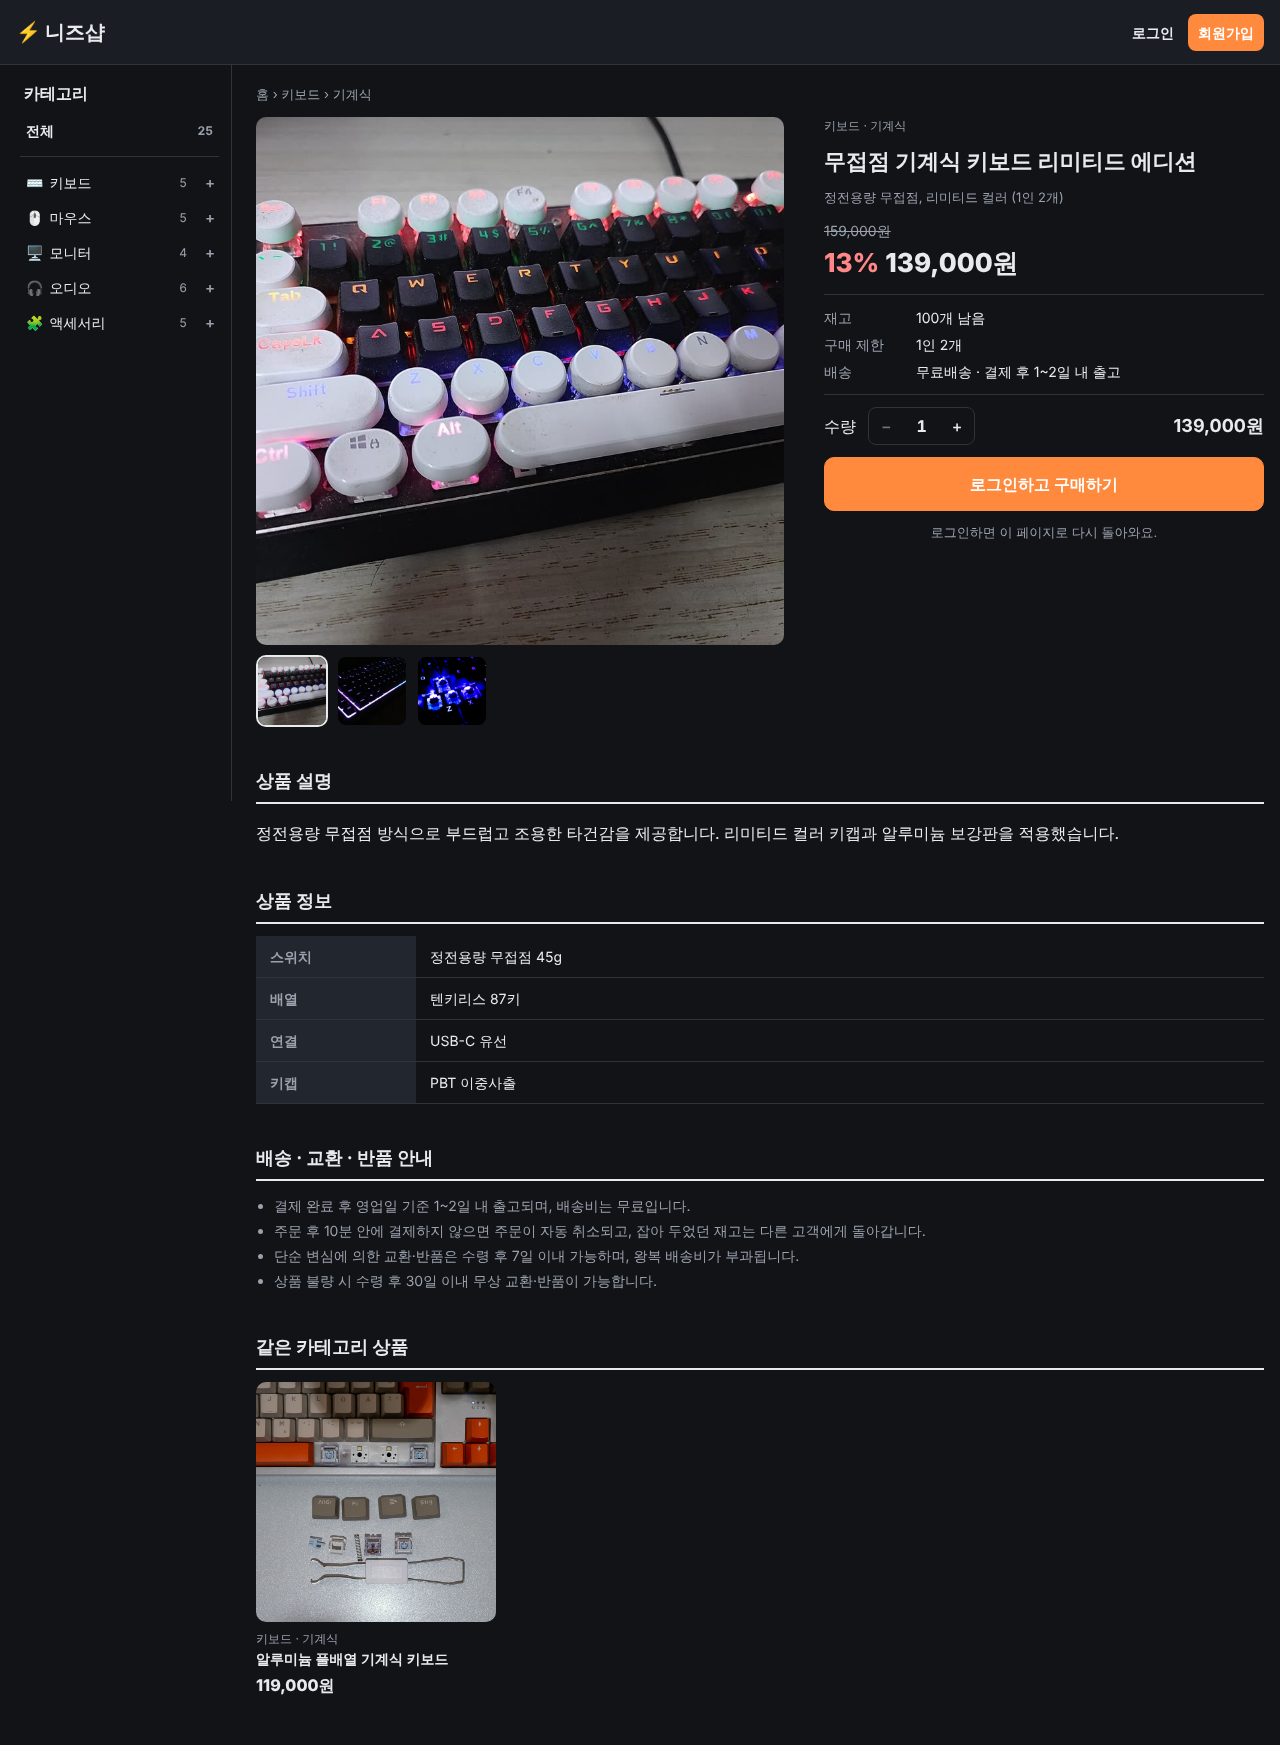 ⚡ 니즈샵
로그인
회원가입
카테고리
전체 25
⌨️ 키보드 5 +
🖱️ 마우스 5 +
🖥️ 모니터 4 +
🎧 오디오 6 +
🧩 액세서리 5 +
홈 › 키보드 › 기계식
1! 2@ 3# 4$ 5% 6^ 7& 8*
Tab Q W E R T Y U I
CapsLk A S D F G H J K
Shift Z X C V B N M
Ctrl Alt
키보드 · 기계식
무접점 기계식 키보드 리미티드 에디션
정전용량 무접점, 리미티드 컬러 (1인 2개)
159,000원
13% 139,000원
재고 100개 남음
구매 제한 1인 2개
배송 무료배송 · 결제 후 1~2일 내 출고
수량 − 1 + 139,000원
로그인하고 구매하기
로그인하면 이 페이지로 다시 돌아와요.
상품 설명
정전용량 무접점 방식으로 부드럽고 조용한 타건감을 제공합니다. 리미티드 컬러 키캡과 알루미늄 보강판을 적용했습니다.
상품 정보
스위치 정전용량 무접점 45g
배열 텐키리스 87키
연결 USB-C 유선
키캡 PBT 이중사출
배송 · 교환 · 반품 안내
• 결제 완료 후 영업일 기준 1~2일 내 출고되며, 배송비는 무료입니다.
• 주문 후 10분 안에 결제하지 않으면 주문이 자동 취소되고, 잡아 두었던 재고는 다른 고객에게 돌아갑니다.
• 단순 변심에 의한 교환·반품은 수령 후 7일 이내 가능하며, 왕복 배송비가 부과됩니다.
• 상품 불량 시 수령 후 30일 이내 무상 교환·반품이 가능합니다.
같은 카테고리 상품
키보드 · 기계식
알루미늄 풀배열 기계식 키보드
119,000원